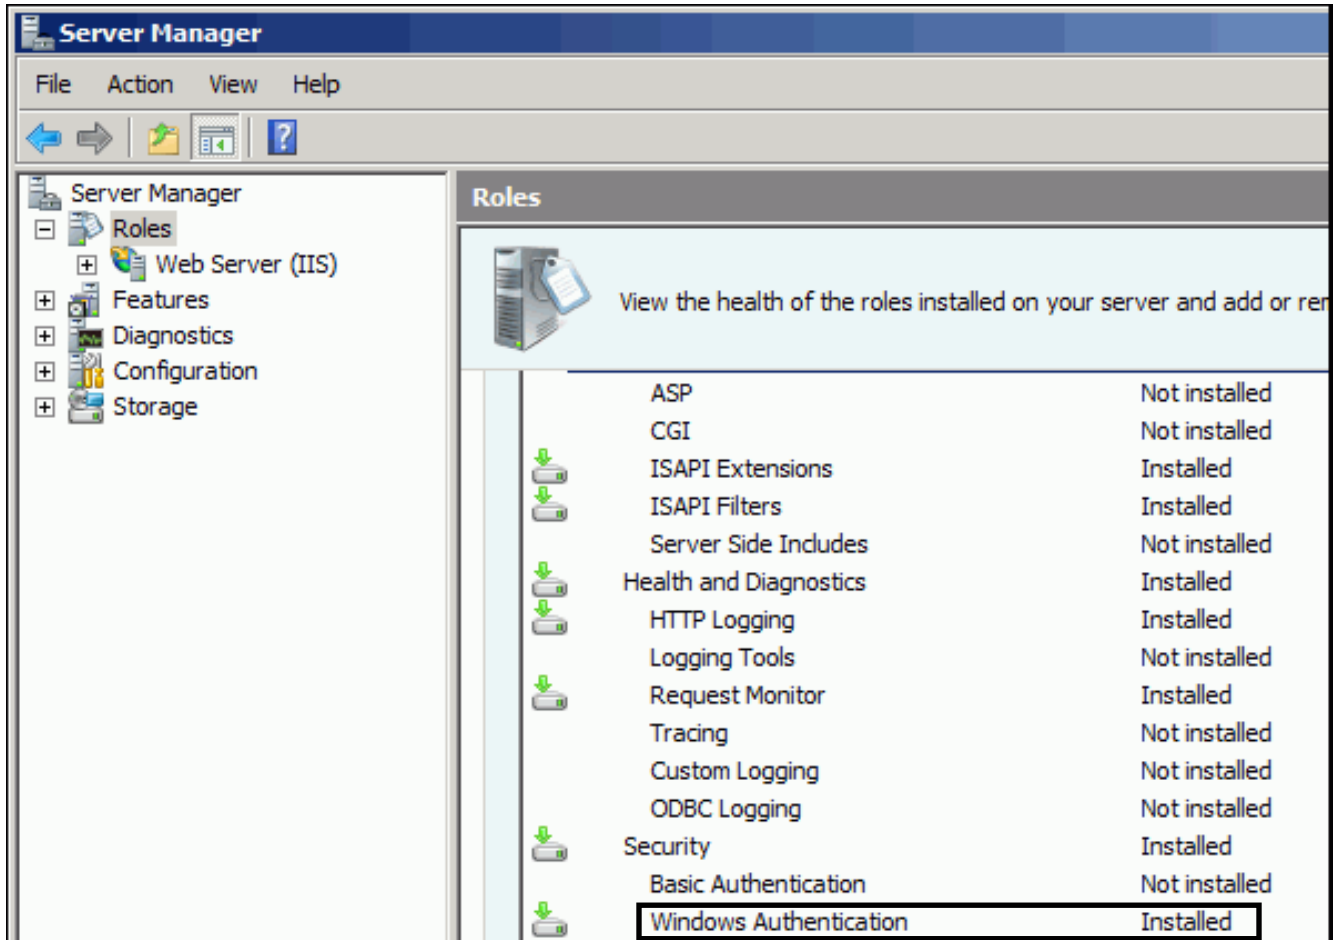 Server Manager
File Action View Help
Server Manager
Roles
Web Server (IIS)
Features
Diagnostics
Configuration
Storage
Roles
View the health of the roles installed on your server and add or rer
ASP Not installed
CGI Not installed
ISAPI Extensions Installed
ISAPI Filters Installed
Server Side Includes Not installed
Health and Diagnostics Installed
HTTP Logging Installed
Logging Tools Not installed
Request Monitor Installed
Tracing Not installed
Custom Logging Not installed
ODBC Logging Not installed
Security Installed
Basic Authentication Not installed
Windows Authentication Installed